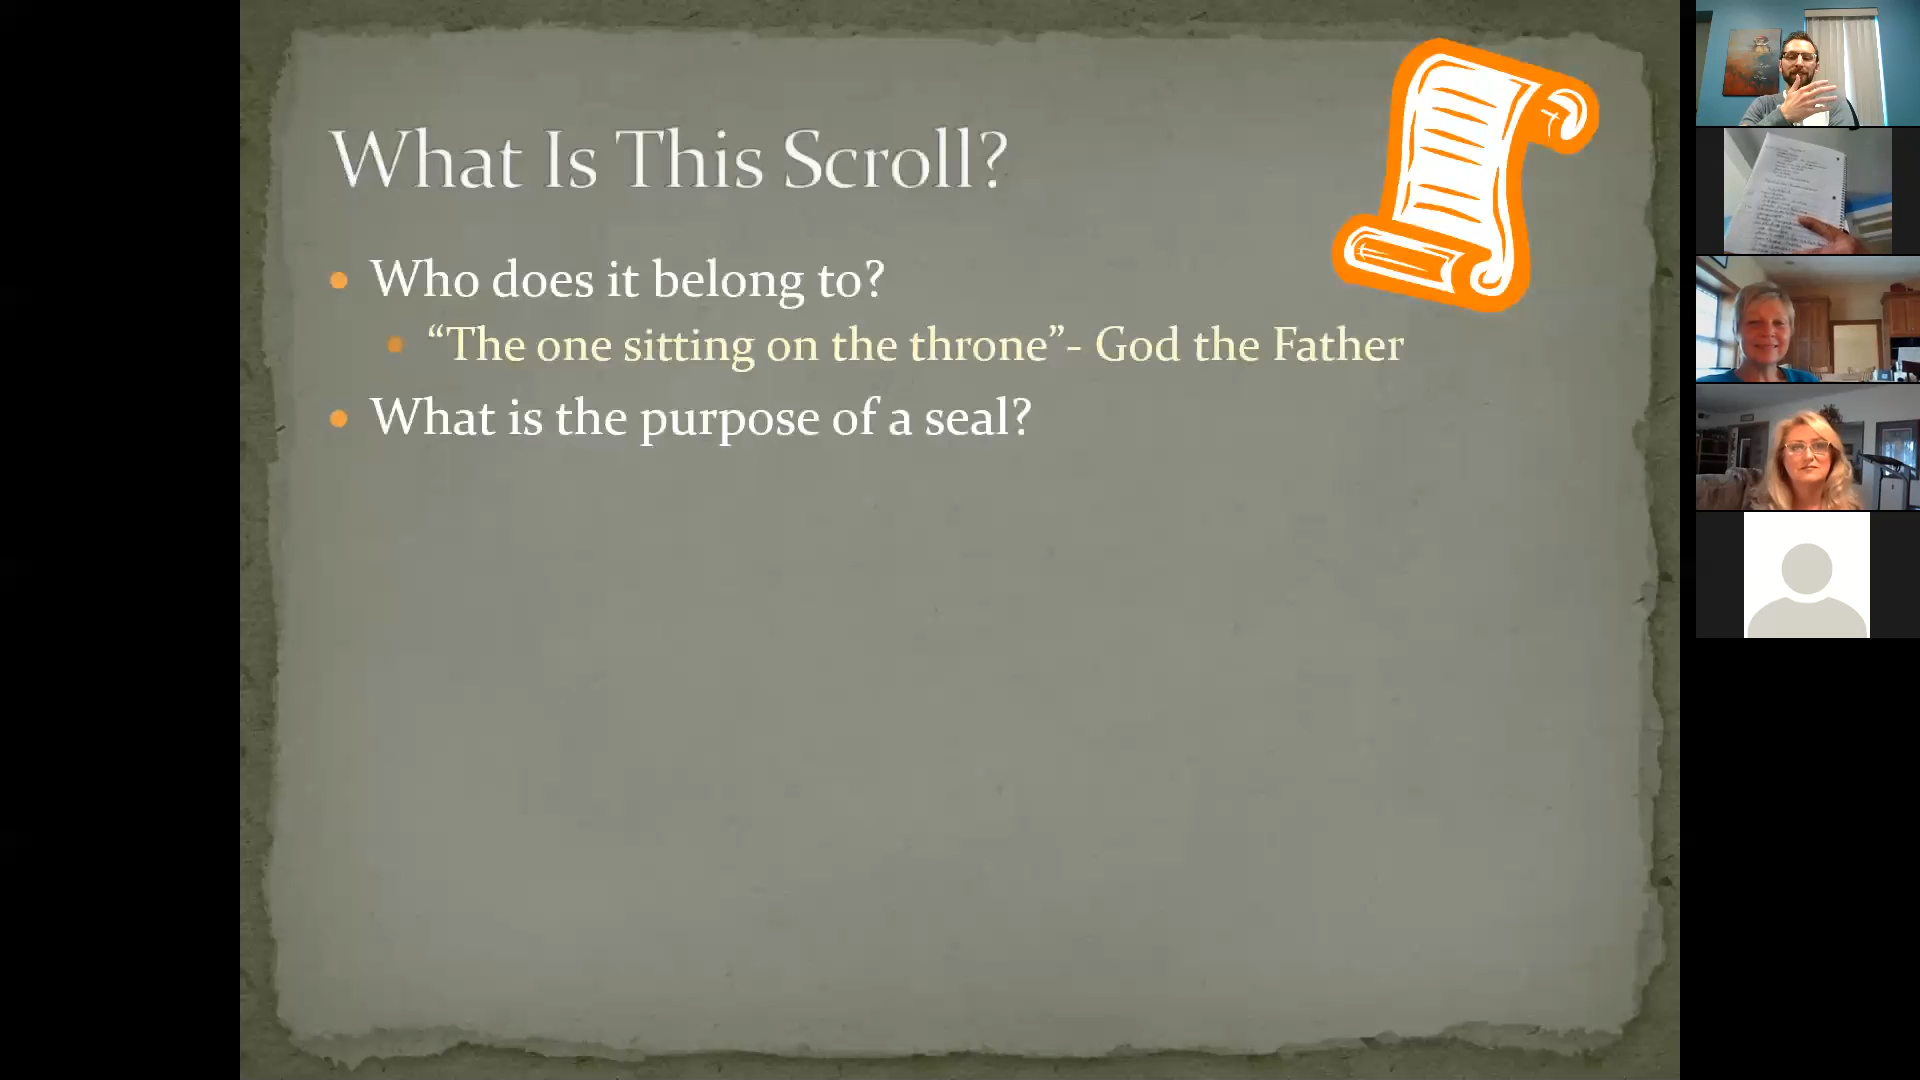 What Is This Scroll?
Who does it belong to?
“The one sitting on the throne”- God the Father
What is the purpose of a seal?